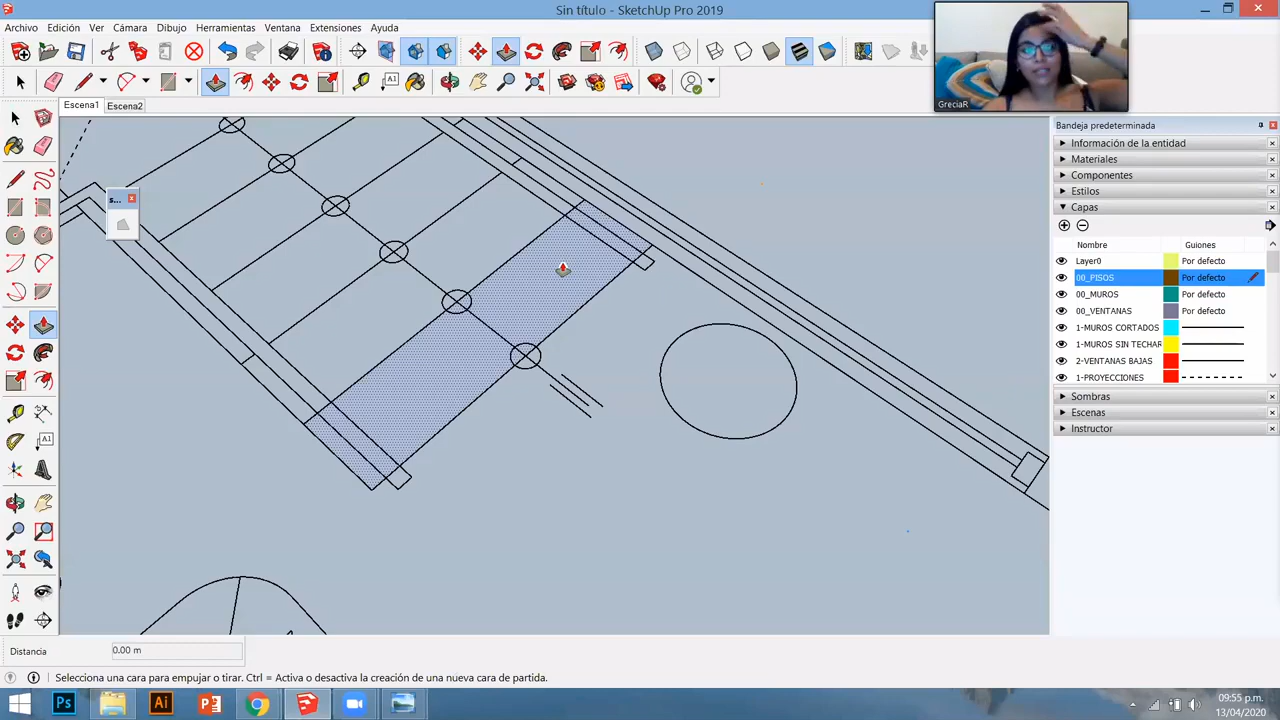 Sin título - SketchUp Pro 2019
Archivo Edición Ver Cámara Dibujo Herramientas Ventana Extensiones Ayuda
GreciaR
Escena1 Escena2
s...
Bandeja predeterminada
Información de la entidad
Materiales
Componentes
Estilos
Capas
Nombre Guiones
Layer0 Por defecto
00_PISOS Por defecto
00_MUROS Por defecto
00_VENTANAS Por defecto
1-MUROS CORTADOS
1-MUROS SIN TECHAR
2-VENTANAS BAJAS
1-PROYECCIONES
Sombras
Escenas
Instructor
Distancia 0.00 m
Selecciona una cara para empujar o tirar. Ctrl = Activa o desactiva la creación de una nueva cara de partida.
Ps Ai
09:55 p.m.
13/04/2020